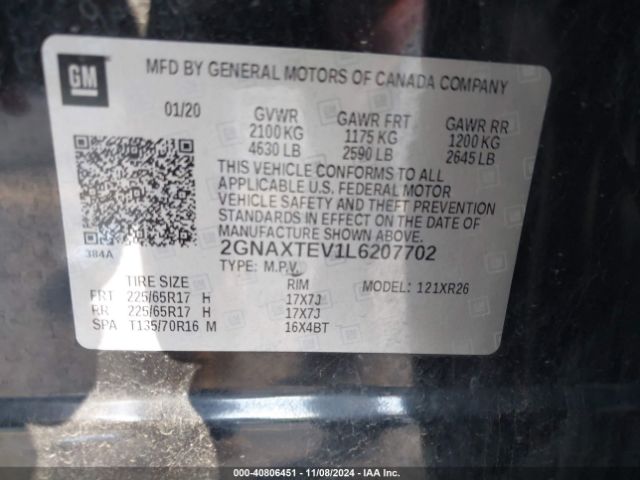 GM
MFD BY GENERAL MOTORS OF CANADA COMPANY
01/20 GVWR GAWR FRT GAWR RR
2100 KG 1175 KG 1200 KG
4630 LB 2590 LB 2645 LB
THIS VEHICLE CONFORMS TO ALL
APPLICABLE U.S. FEDERAL MOTOR
VEHICLE SAFETY AND THEFT PREVENTION
STANDARDS IN EFFECT ON THE DATE OF
MANUFACTURE SHOWN ABOVE.
384A 2GNAXTEV1L6207702
TYPE: M.P.V.
TIRE SIZE RIM MODEL: 121XR26
FRT 225/65R17 H 17X7J
RR 225/65R17 H 17X7J
SPA T135/70R16 M 16X4BT
000-40806451 - 11/08/2024 - IAA Inc.